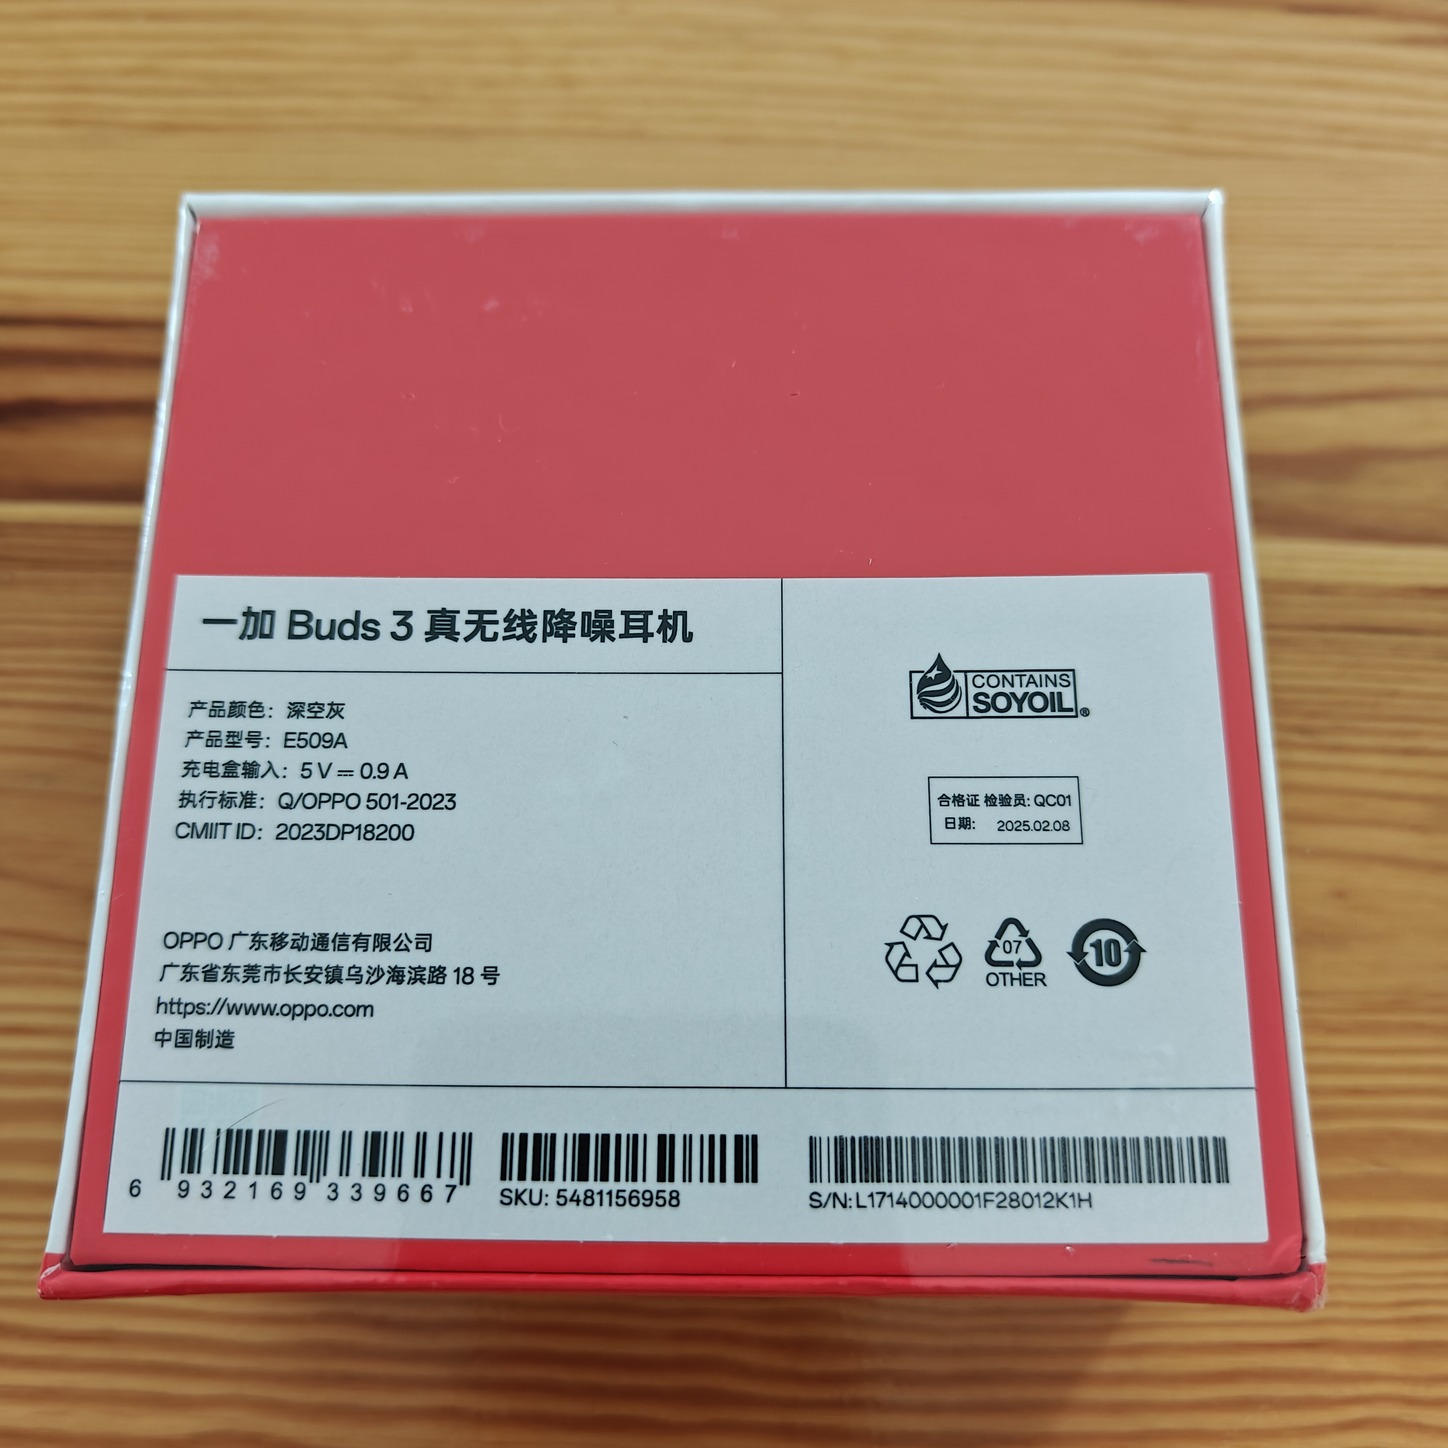 一加 Buds 3 真无线降噪耳机
产品颜色：深空灰
产品型号：E509A
充电盒输入：5 V ⎓ 0.9 A
执行标准：Q/OPPO 501-2023
CMIIT ID：2023DP18200
OPPO 广东移动通信有限公司
广东省东莞市长安镇乌沙海滨路 18 号
https://www.oppo.com
中国制造
CONTAINS
SOYOIL®
合格证 检验员: QC01
日期: 2025.02.08
07
OTHER
10
6 932169 339667
SKU: 5481156958
S/N:L1714000001F28012K1H